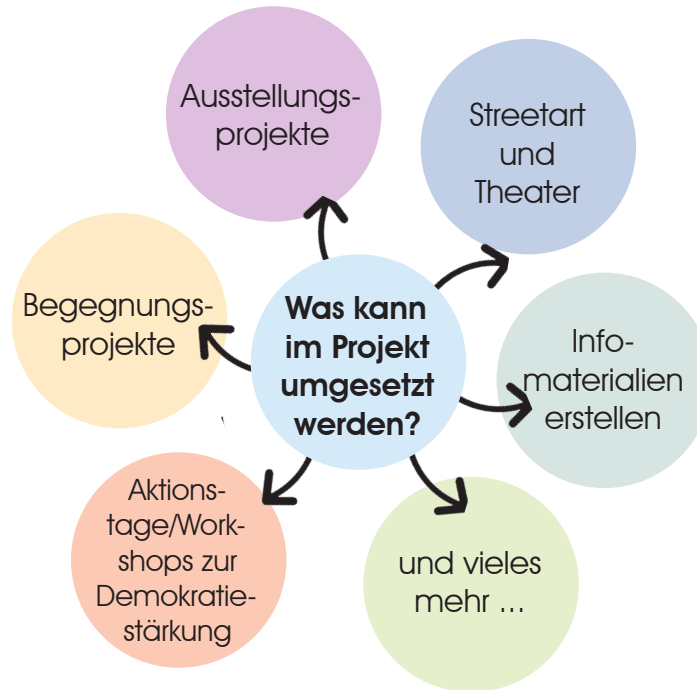 Ausstellungs-
projekte
Streetart
und
Theater
Begegnungs-
projekte
Was kann
im Projekt
umgesetzt
werden?
Info-
materialien
erstellen
Aktions-
tage/Work-
shops zur
Demokratie-
stärkung
und vieles
mehr ...